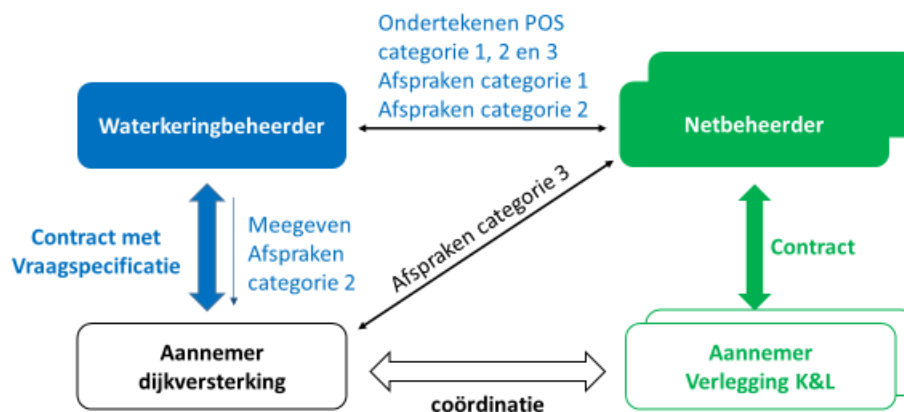 Ondertekenen POS
categorie 1, 2 en 3
Afspraken categorie 1
Afspraken categorie 2
Waterkeringbeheerder
Netbeheerder
Afspraken categorie 3
Contract met
Vraagspecificatie
Meegeven
Afspraken
categorie 2
Contract
Aannemer
dijkversterking
Aannemer
Verlegging K&L
coördinatie